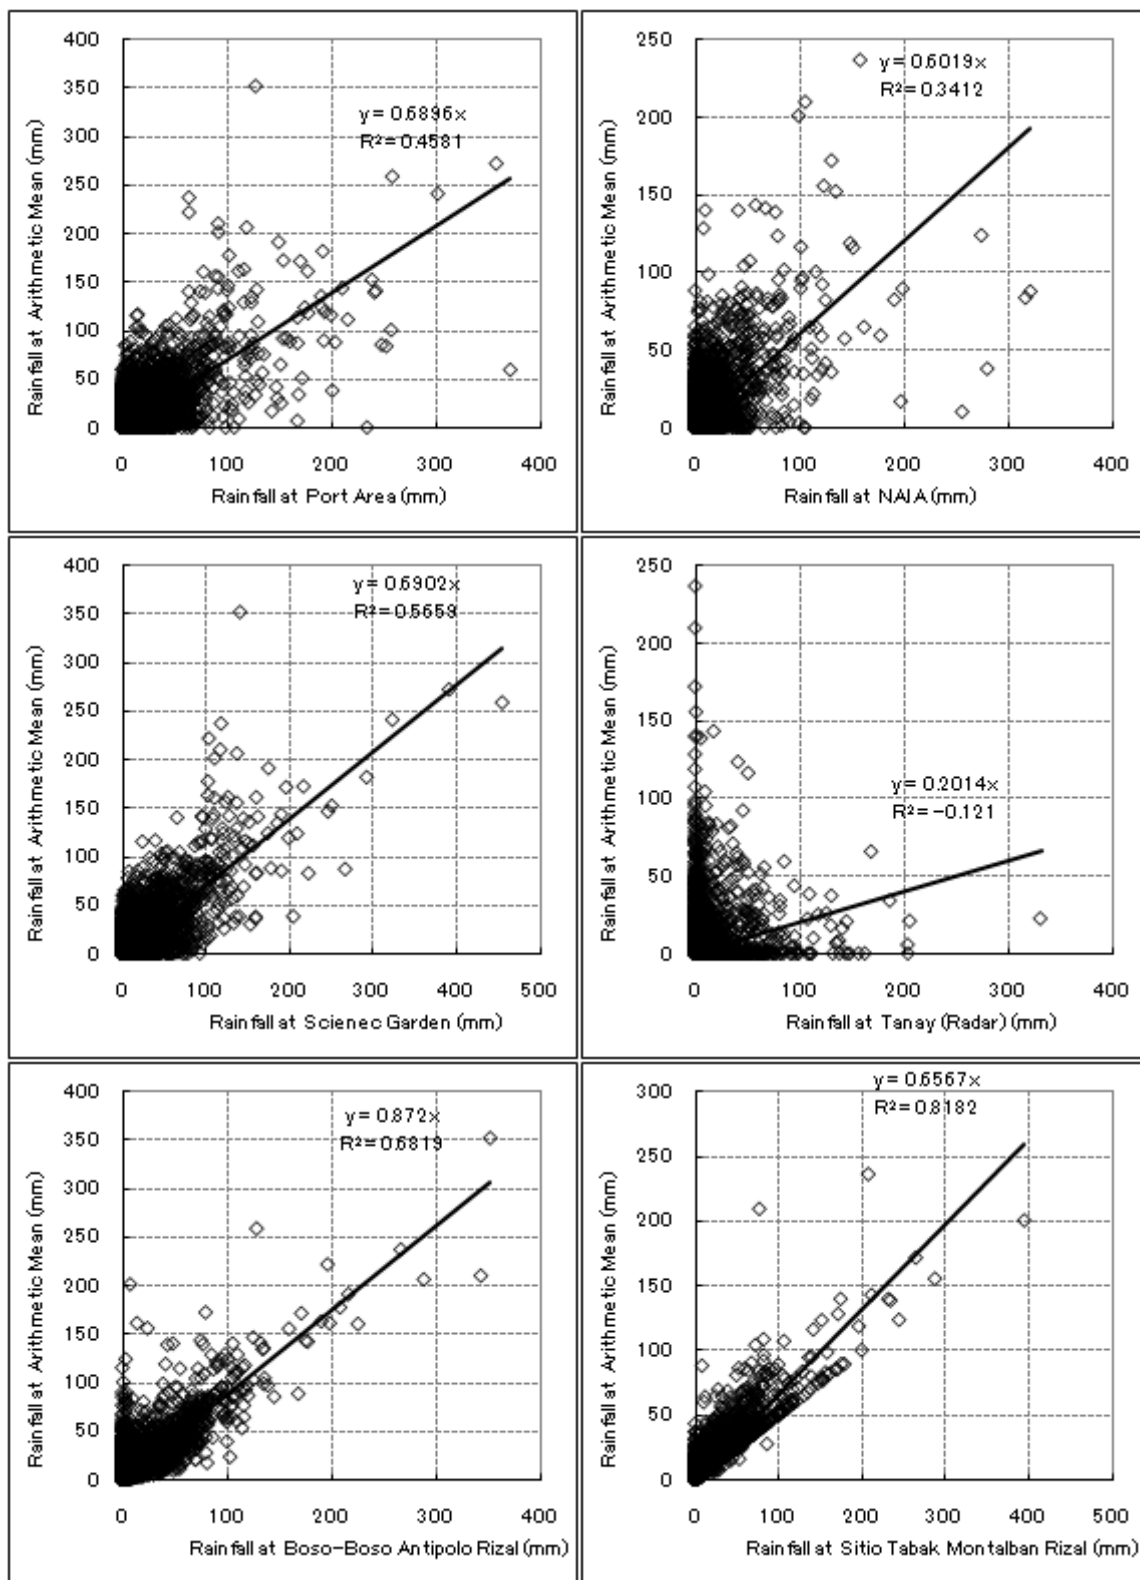 400
350
300
250
200
150
100
50
0
Rainfall at Arithmetic Mean (mm)
y = 0.6896x
R² = 0.4581
0 100 200 300 400
Rainfall at Port Area (mm)
250
200
150
100
50
0
Rainfall at Arithmetic Mean (mm)
y = 0.6019x
R² = 0.3412
0 100 200 300 400
Rainfall at NAIA (mm)
400
350
300
250
200
150
100
50
0
Rainfall at Arithmetic Mean (mm)
y = 0.6902x
R² = 0.5659
0 100 200 300 400 500
Rainfall at Scienec Garden (mm)
250
200
150
100
50
0
Rainfall at Arithmetic Mean (mm)
y = 0.2014x
R² = -0.121
0 100 200 300 400
Rainfall at Tanay (Radar) (mm)
400
350
300
250
200
150
100
50
0
Rainfall at Arithmetic Mean (mm)
y = 0.872x
R² = 0.6819
0 100 200 300 400
Rainfall at Boso-Boso Antipolo Rizal (mm)
300
250
200
150
100
50
0
Rainfall at Arithmetic Mean (mm)
y = 0.6567x
R² = 0.8182
0 100 200 300 400 500
Rainfall at Sitio Tabak Montalban Rizal (mm)